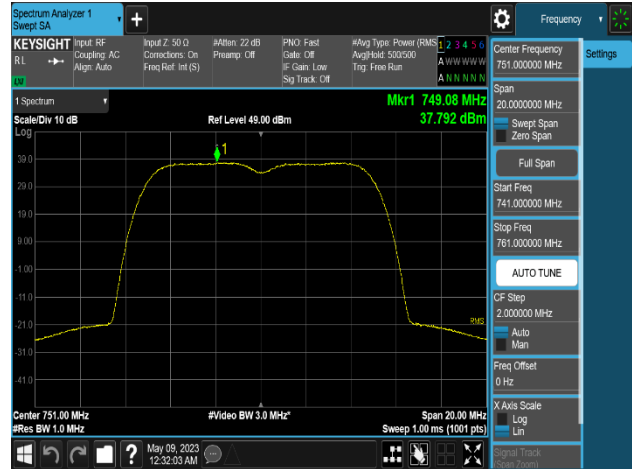 Spectrum Analyzer 1
Swept SA
Frequency
KEYSIGHT
RL
Input: RF
Coupling: AC
Align: Auto
Input Z: 50 Ω
Corrections: On
Freq Ref: Int (S)
#Atten: 22 dB
Preamp: Off
PNO: Fast
Gate: Off
IF Gain: Low
Sig Track: Off
#Avg Type: Power (RMS
Avg|Hold: 500/500
Trig: Free Run
1 2 3 4 5 6
A W W W W W
A N N N N N
1 Spectrum
Scale/Div 10 dB
Ref Level 49.00 dBm
Mkr1 749.08 MHz
37.792 dBm
Log
1
39.0
29.0
19.0
9.00
-1.00
-11.0
-21.0
-31.0
-41.0
RMS
Center 751.00 MHz
#Res BW 1.0 MHz
#Video BW 3.0 MHz*
Span 20.00 MHz
Sweep 1.00 ms (1001 pts)
?
May 09, 2023
12:32:03 AM
Center Frequency
751.000000 MHz
Settings
Span
20.0000000 MHz
Swept Span
Zero Span
Full Span
Start Freq
741.000000 MHz
Stop Freq
761.000000 MHz
AUTO TUNE
CF Step
2.000000 MHz
Auto
Man
Freq Offset
0 Hz
X Axis Scale
Log
Lin
Signal Track
(Span Zoom)